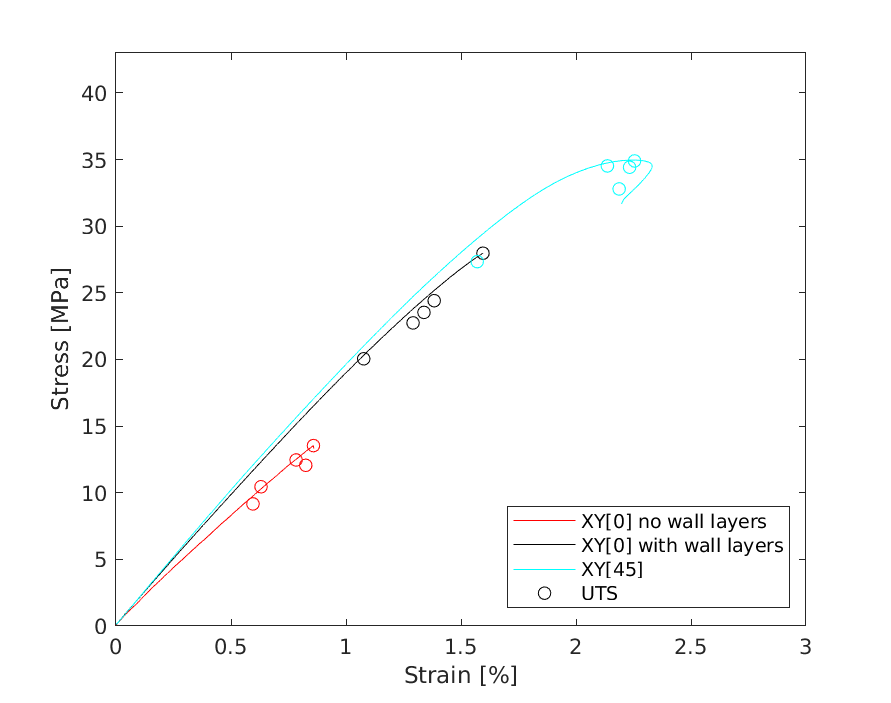 40
35
30
25
20
15
10
5
0
Stress [MPa]
XY[0] no wall layers
XY[0] with wall layers
XY[45]
UTS
0 0.5 1 1.5 2 2.5 3
Strain [%]